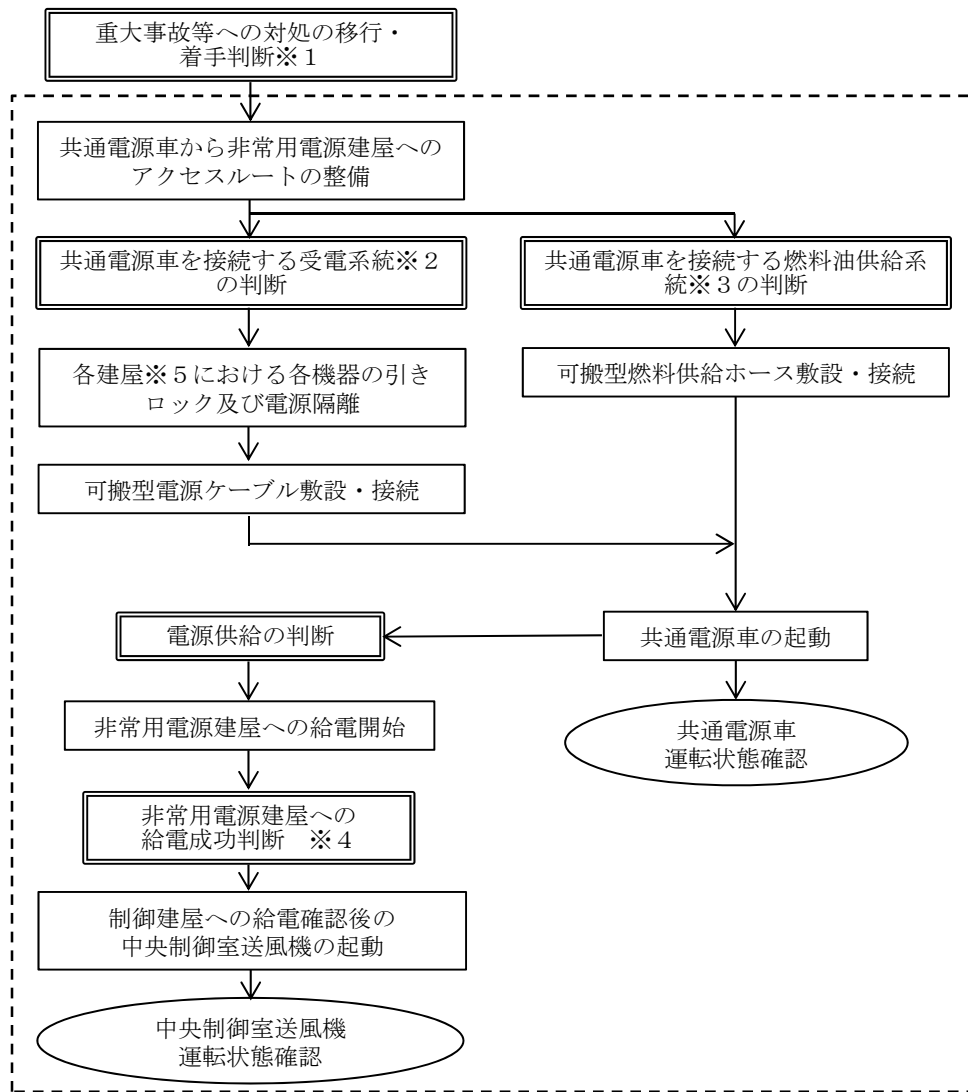 重大事故等への対処の移行・
着手判断※１
共通電源車から非常用電源建屋への
アクセスルートの整備
共通電源車を接続する受電系統※２
の判断
共通電源車を接続する燃料油供給系
統※３の判断
各建屋※５における各機器の引き
ロック及び電源隔離
可搬型燃料供給ホース敷設・接続
可搬型電源ケーブル敷設・接続
電源供給の判断
共通電源車の起動
非常用電源建屋への給電開始
共通電源車
運転状態確認
非常用電源建屋への
給電成功判断　※４
制御建屋への給電確認後の
中央制御室送風機の起動
中央制御室送風機
運転状態確認